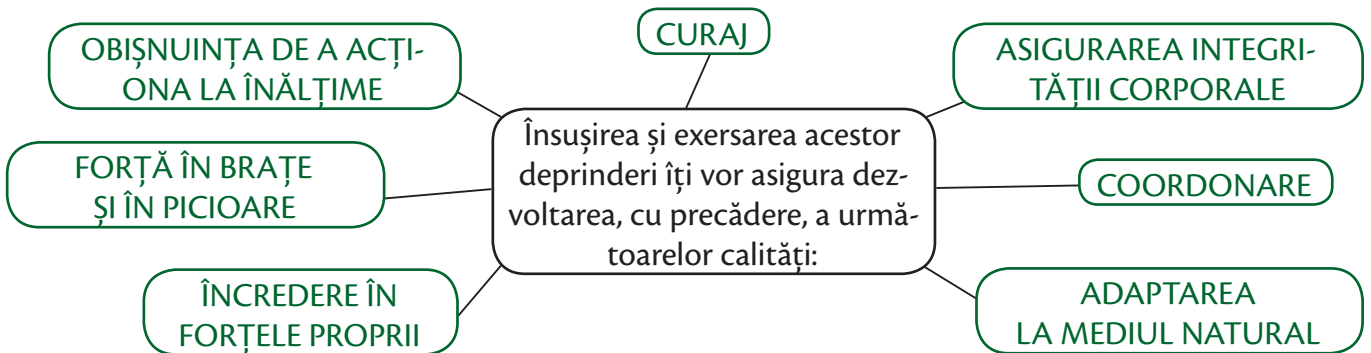 CURAJ
OBIȘNUINȚA DE A ACȚI-
ONA LA ÎNĂLȚIME
ASIGURAREA INTEGRI-
TĂȚII CORPORALE
Însușirea și exersarea acestor
deprinderi îți vor asigura dez-
voltarea, cu precădere, a urmă-
toarelor calități:
FORȚĂ ÎN BRAȚE
ȘI ÎN PICIOARE
COORDONARE
ÎNCREDERE ÎN
FORȚELE PROPRII
ADAPTAREA
LA MEDIUL NATURAL